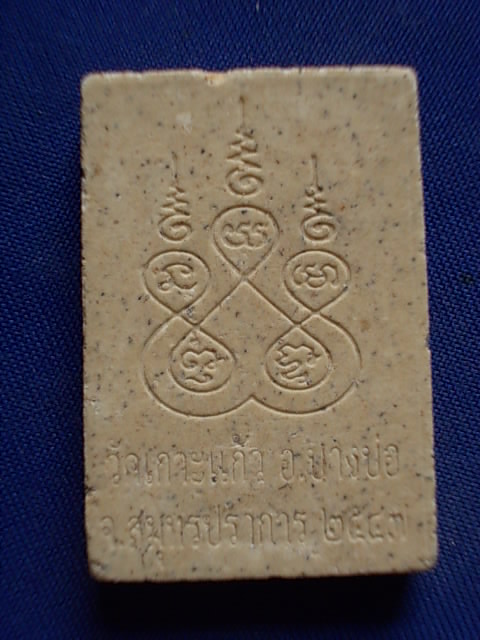 วัดเกาะแก้ว อ.บางบ่อ
จ.สมุทรปราการ ๒๕๔๗